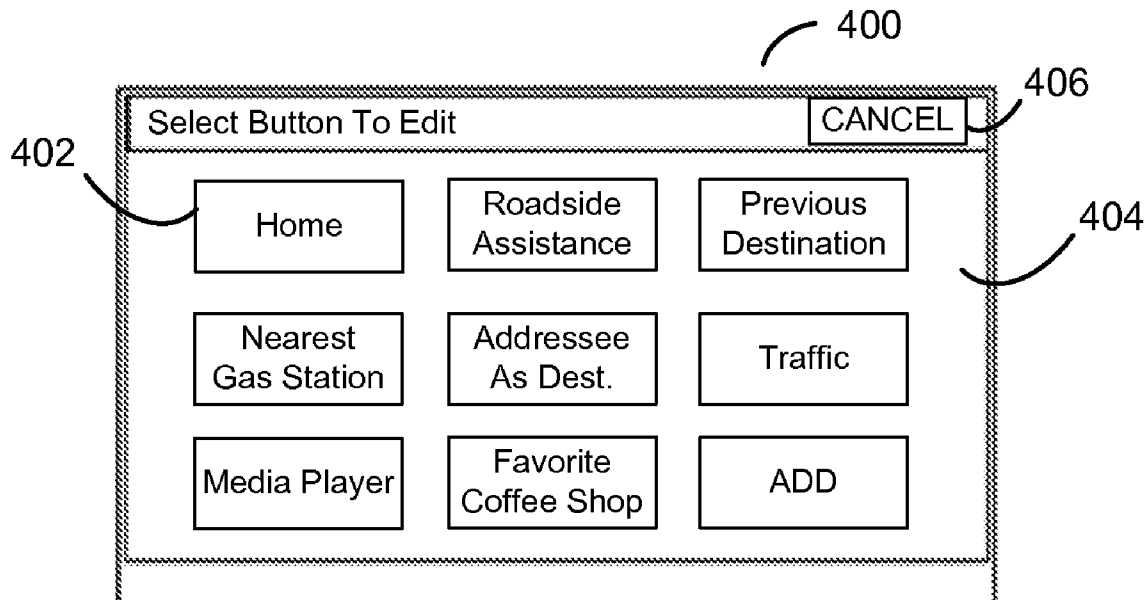 400
406
Select Button To Edit
CANCEL
402
Home
Roadside
Assistance
Previous
Destination
404
Nearest
Gas Station
Addressee
As Dest.
Traffic
Media Player
Favorite
Coffee Shop
ADD